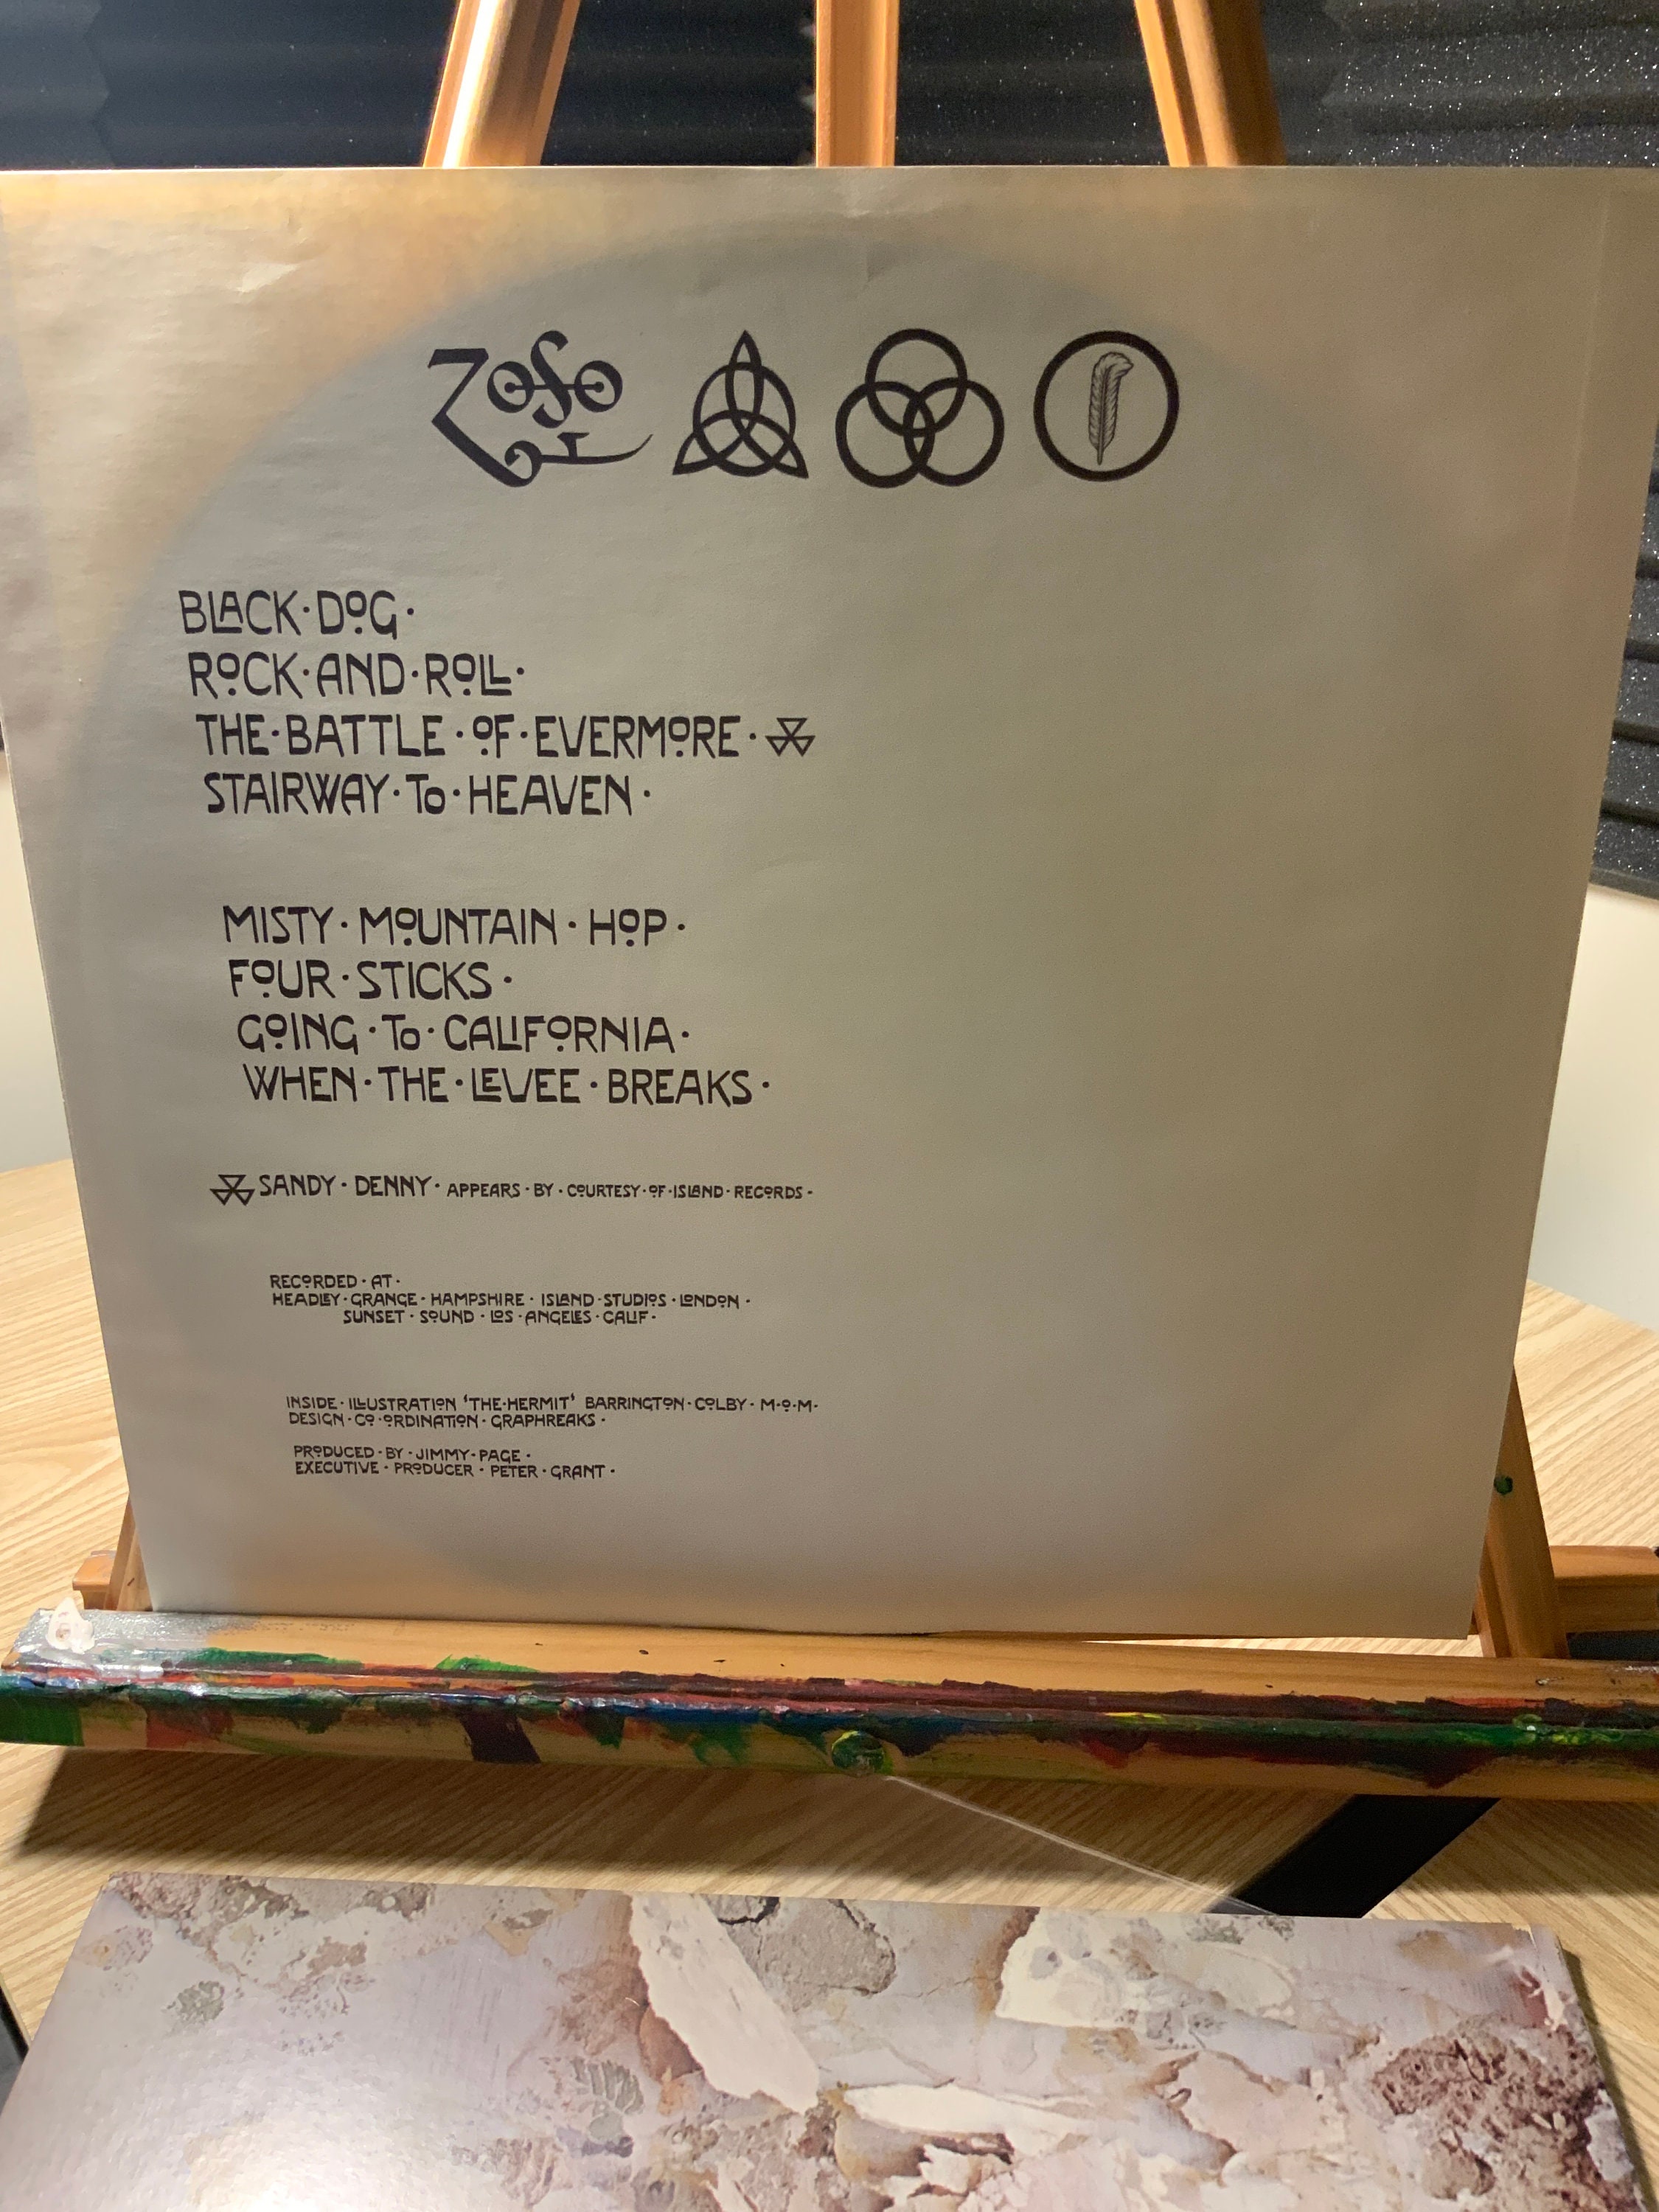 ZoSo
BLACK·DOG·
ROCK·AND·ROLL·
THE·BATTLE·OF·EVERMORE·
STAIRWAY·To·HEAVEN·
MISTY·MOUNTAIN·HOP·
FOUR·STICKS·
GOING·To·CALIFORNIA·
WHEN·THE·LEVEE·BREAKS·
SANDY·DENNY·APPEARS·BY·COURTESY·OF·ISLAND·RECORDS·
RECORDED·AT·
HEADLEY·GRANGE·HAMPSHIRE·ISLAND·STUDIOS·LONDON·
SUNSET·SOUND·LOS·ANGELES·CALIF·
INSIDE·ILLUSTRATION 'THE·HERMIT' BARRINGTON·COLBY·M·O·M·
DESIGN·CO·ORDINATION·GRAPHREAKS·
PRODUCED·BY·JIMMY·PAGE·
EXECUTIVE·PRODUCER·PETER·GRANT·